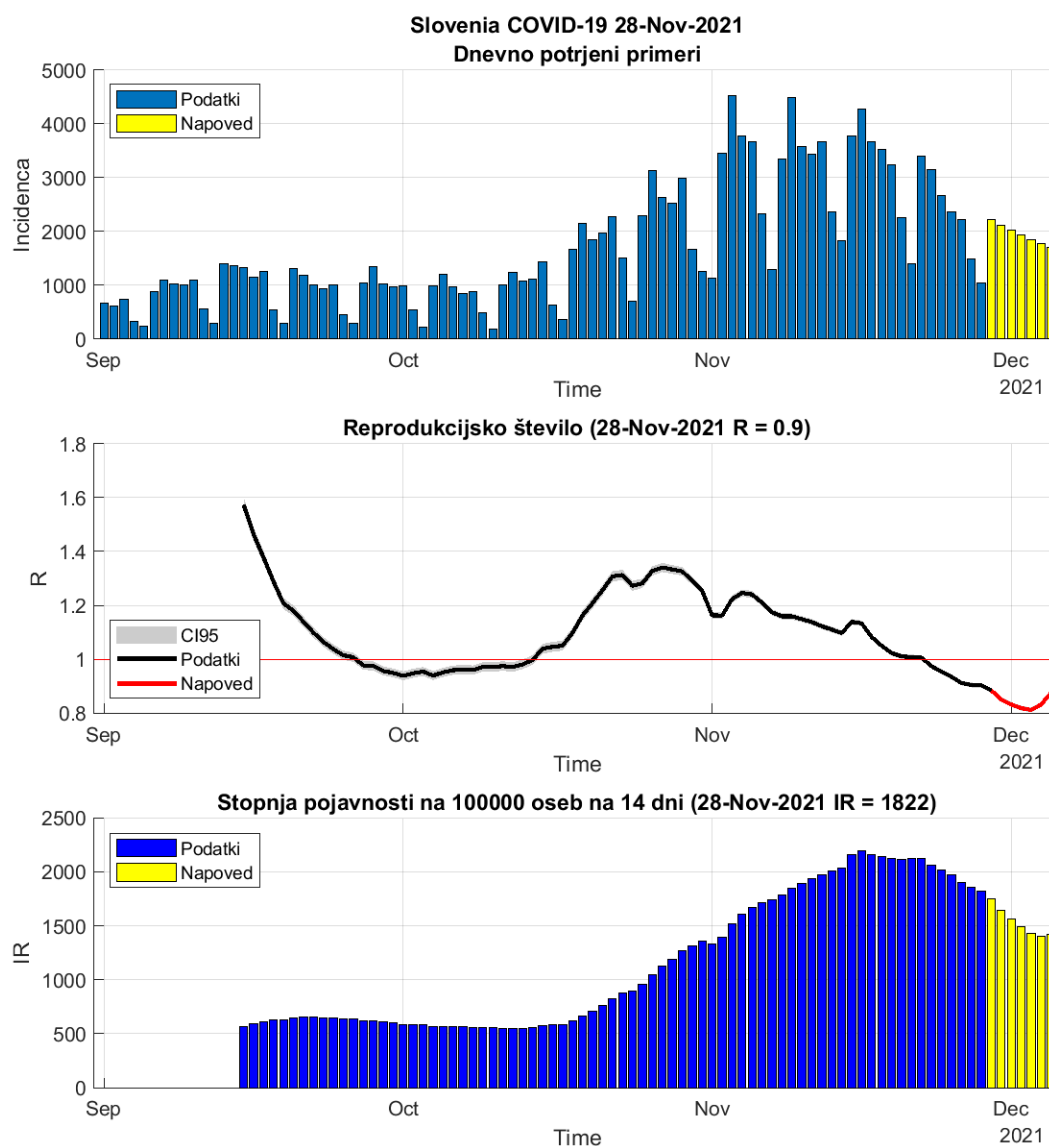 Slovenia COVID-19 28-Nov-2021
Dnevno potrjeni primeri
5000
4000
3000
2000
1000
0
Incidenca
Podatki
Napoved
Sep
Oct
Nov
Dec
2021
Time
Reprodukcijsko število (28-Nov-2021 R = 0.9)
1.8
1.6
1.4
1.2
1
0.8
R
CI95
Podatki
Napoved
Sep
Oct
Nov
Dec
2021
Time
Stopnja pojavnosti na 100000 oseb na 14 dni (28-Nov-2021 IR = 1822)
2500
2000
1500
1000
500
0
IR
Podatki
Napoved
Sep
Oct
Nov
Dec
2021
Time